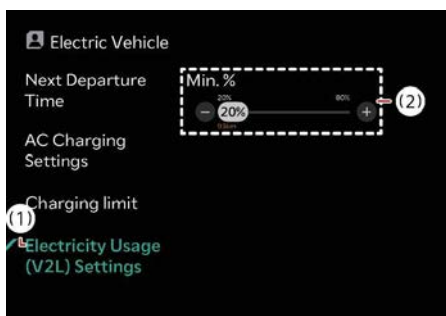 Electric Vehicle
Next Departure
Time
AC Charging
Settings
Charging limit
(1)
Electricity Usage
(V2L) Settings
Min. %
20% 80%
− 20% +
(2)